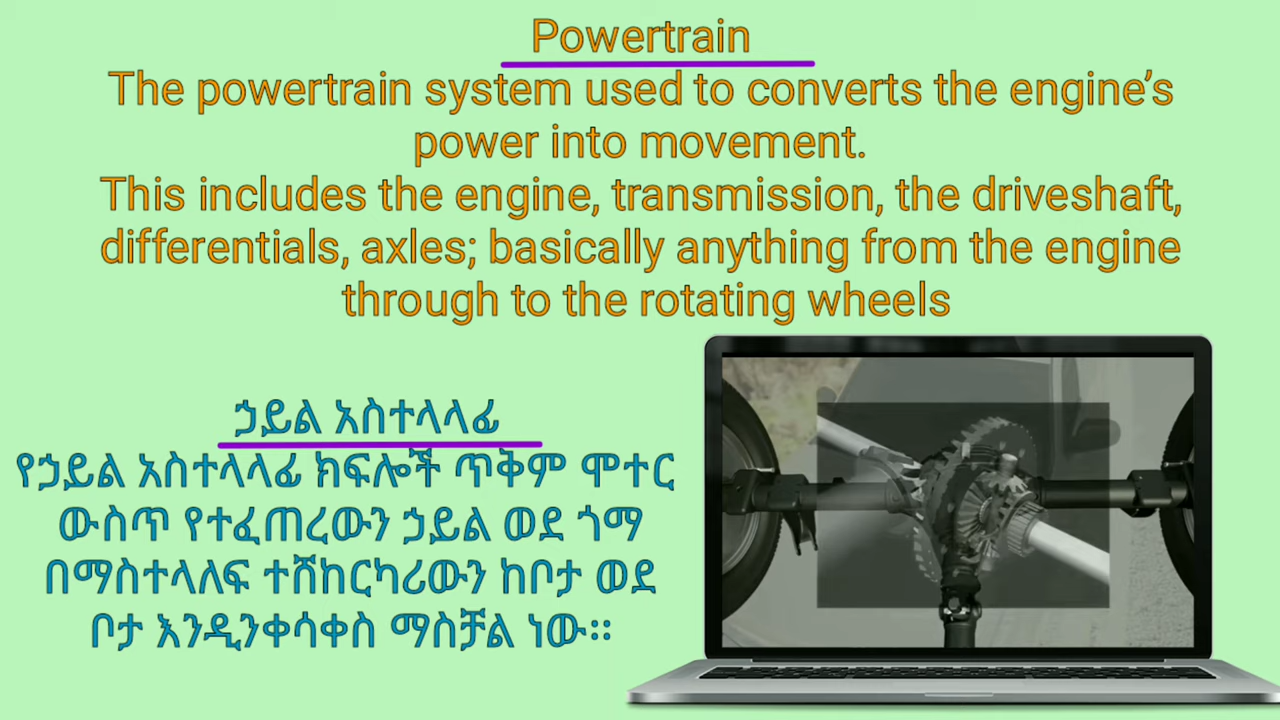 Powertrain
The powertrain system used to converts the engine’s
power into movement.
This includes the engine, transmission, the driveshaft,
differentials, axles; basically anything from the engine
through to the rotating wheels
ኃይል አስተላላፊ
የኃይል አስተላላፊ ክፍሎች ጥቅም ሞተር
ውስጥ የተፈጠረውን ኃይል ወደ ጎማ
በማስተላለፍ ተሽከርካሪውን ከቦታ ወደ
ቦታ እንዲንቀሳቀስ ማስቻል ነው።